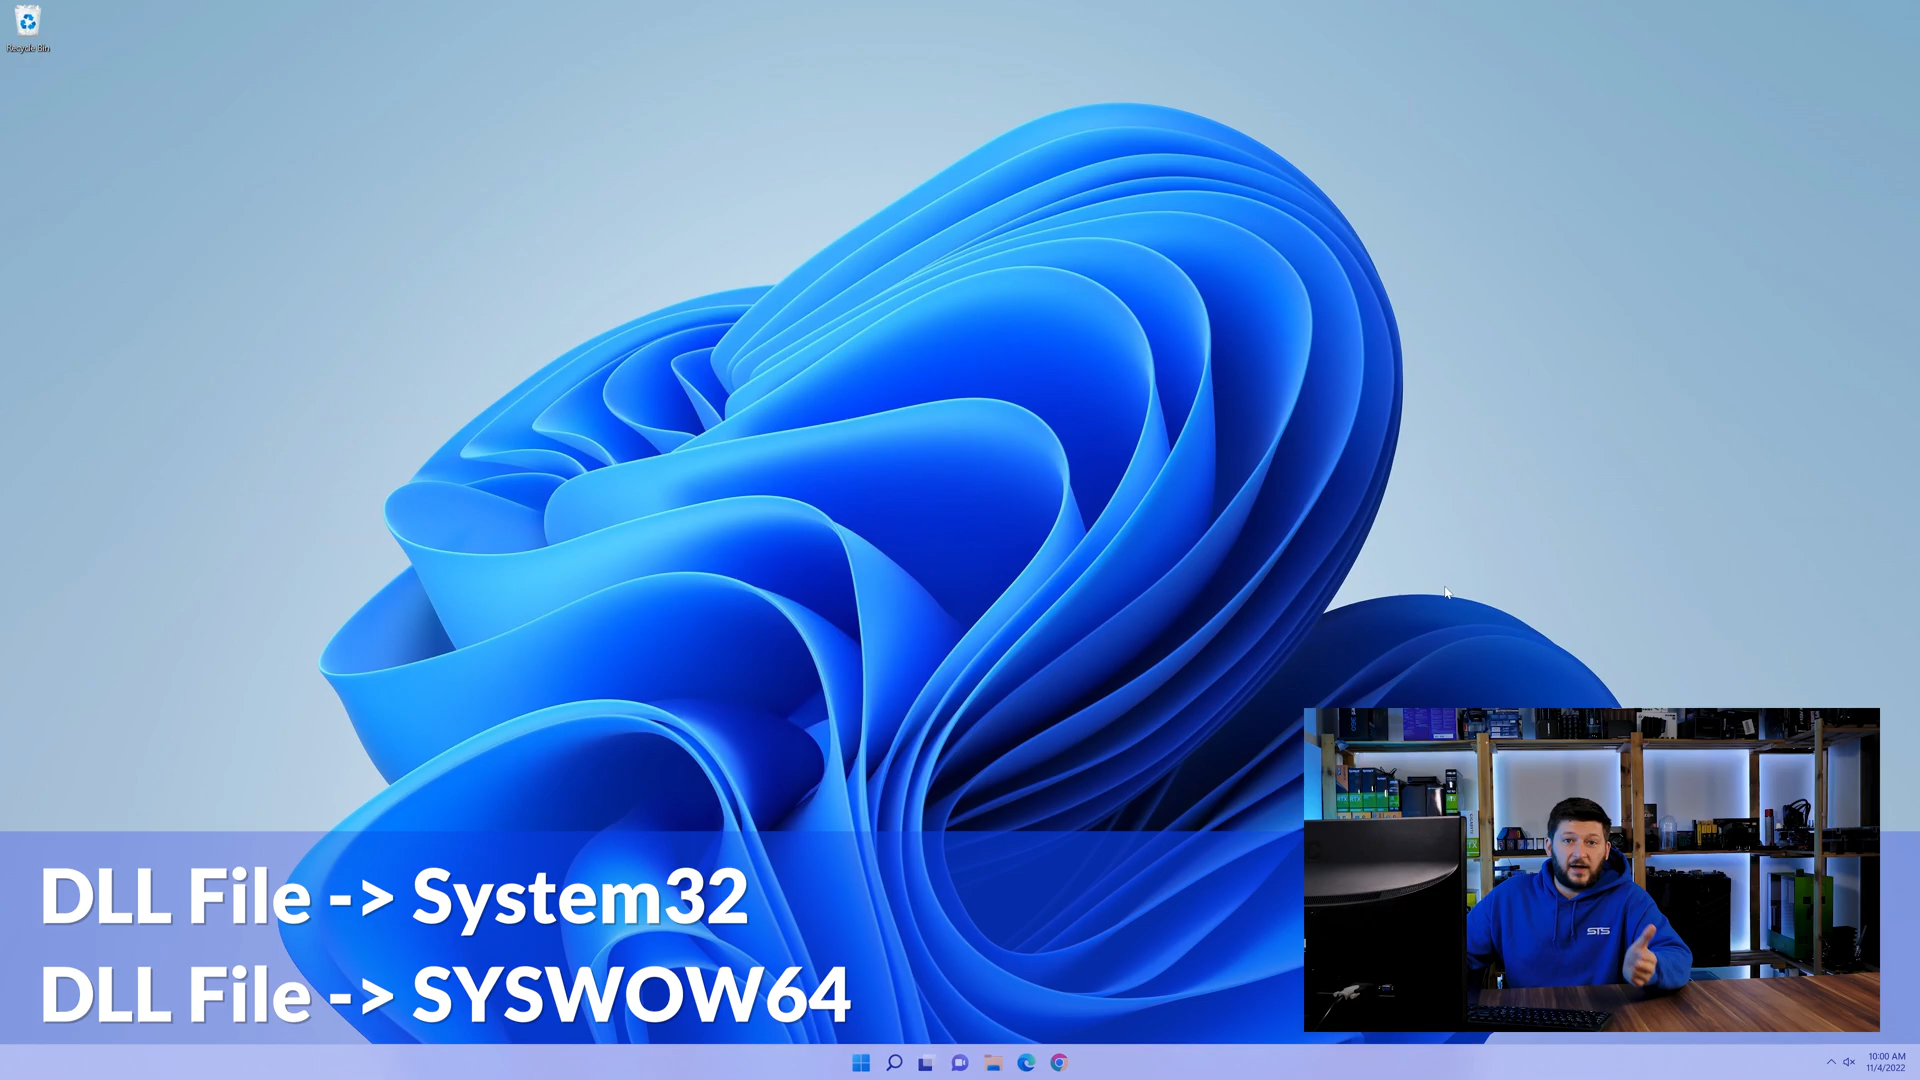 Recycle Bin
DLL File -> System32
DLL File -> SYSWOW64
STS
10:00 AM
11/4/2022